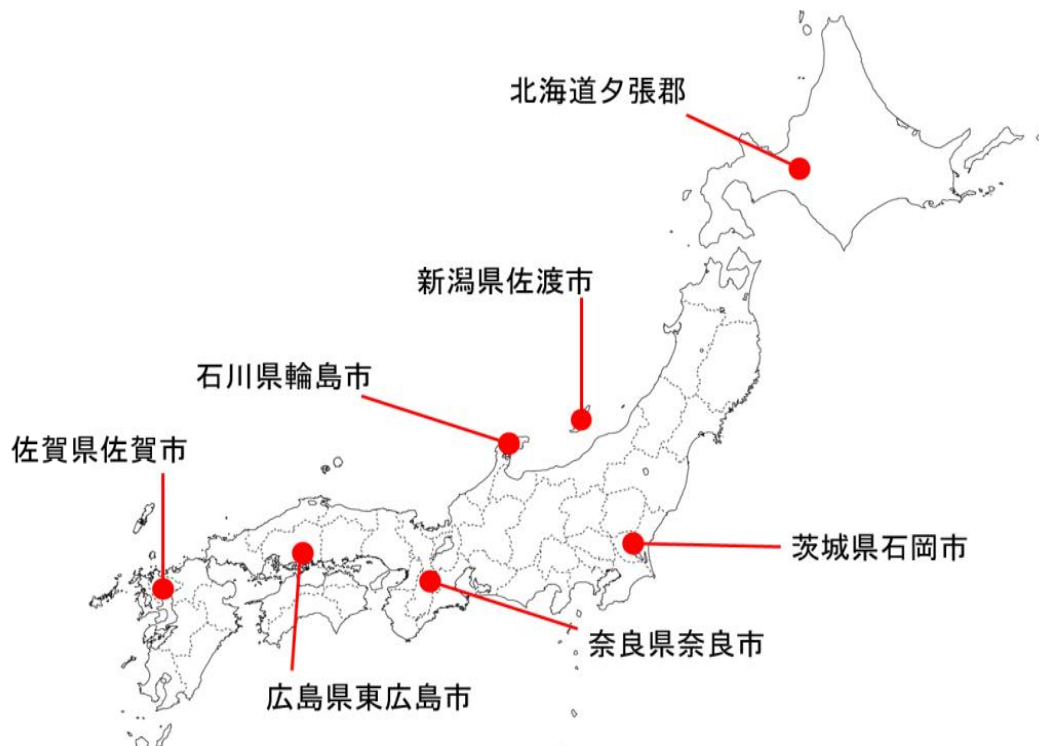 北海道夕張郡
新潟県佐渡市
石川県輪島市
佐賀県佐賀市
茨城県石岡市
奈良県奈良市
広島県東広島市